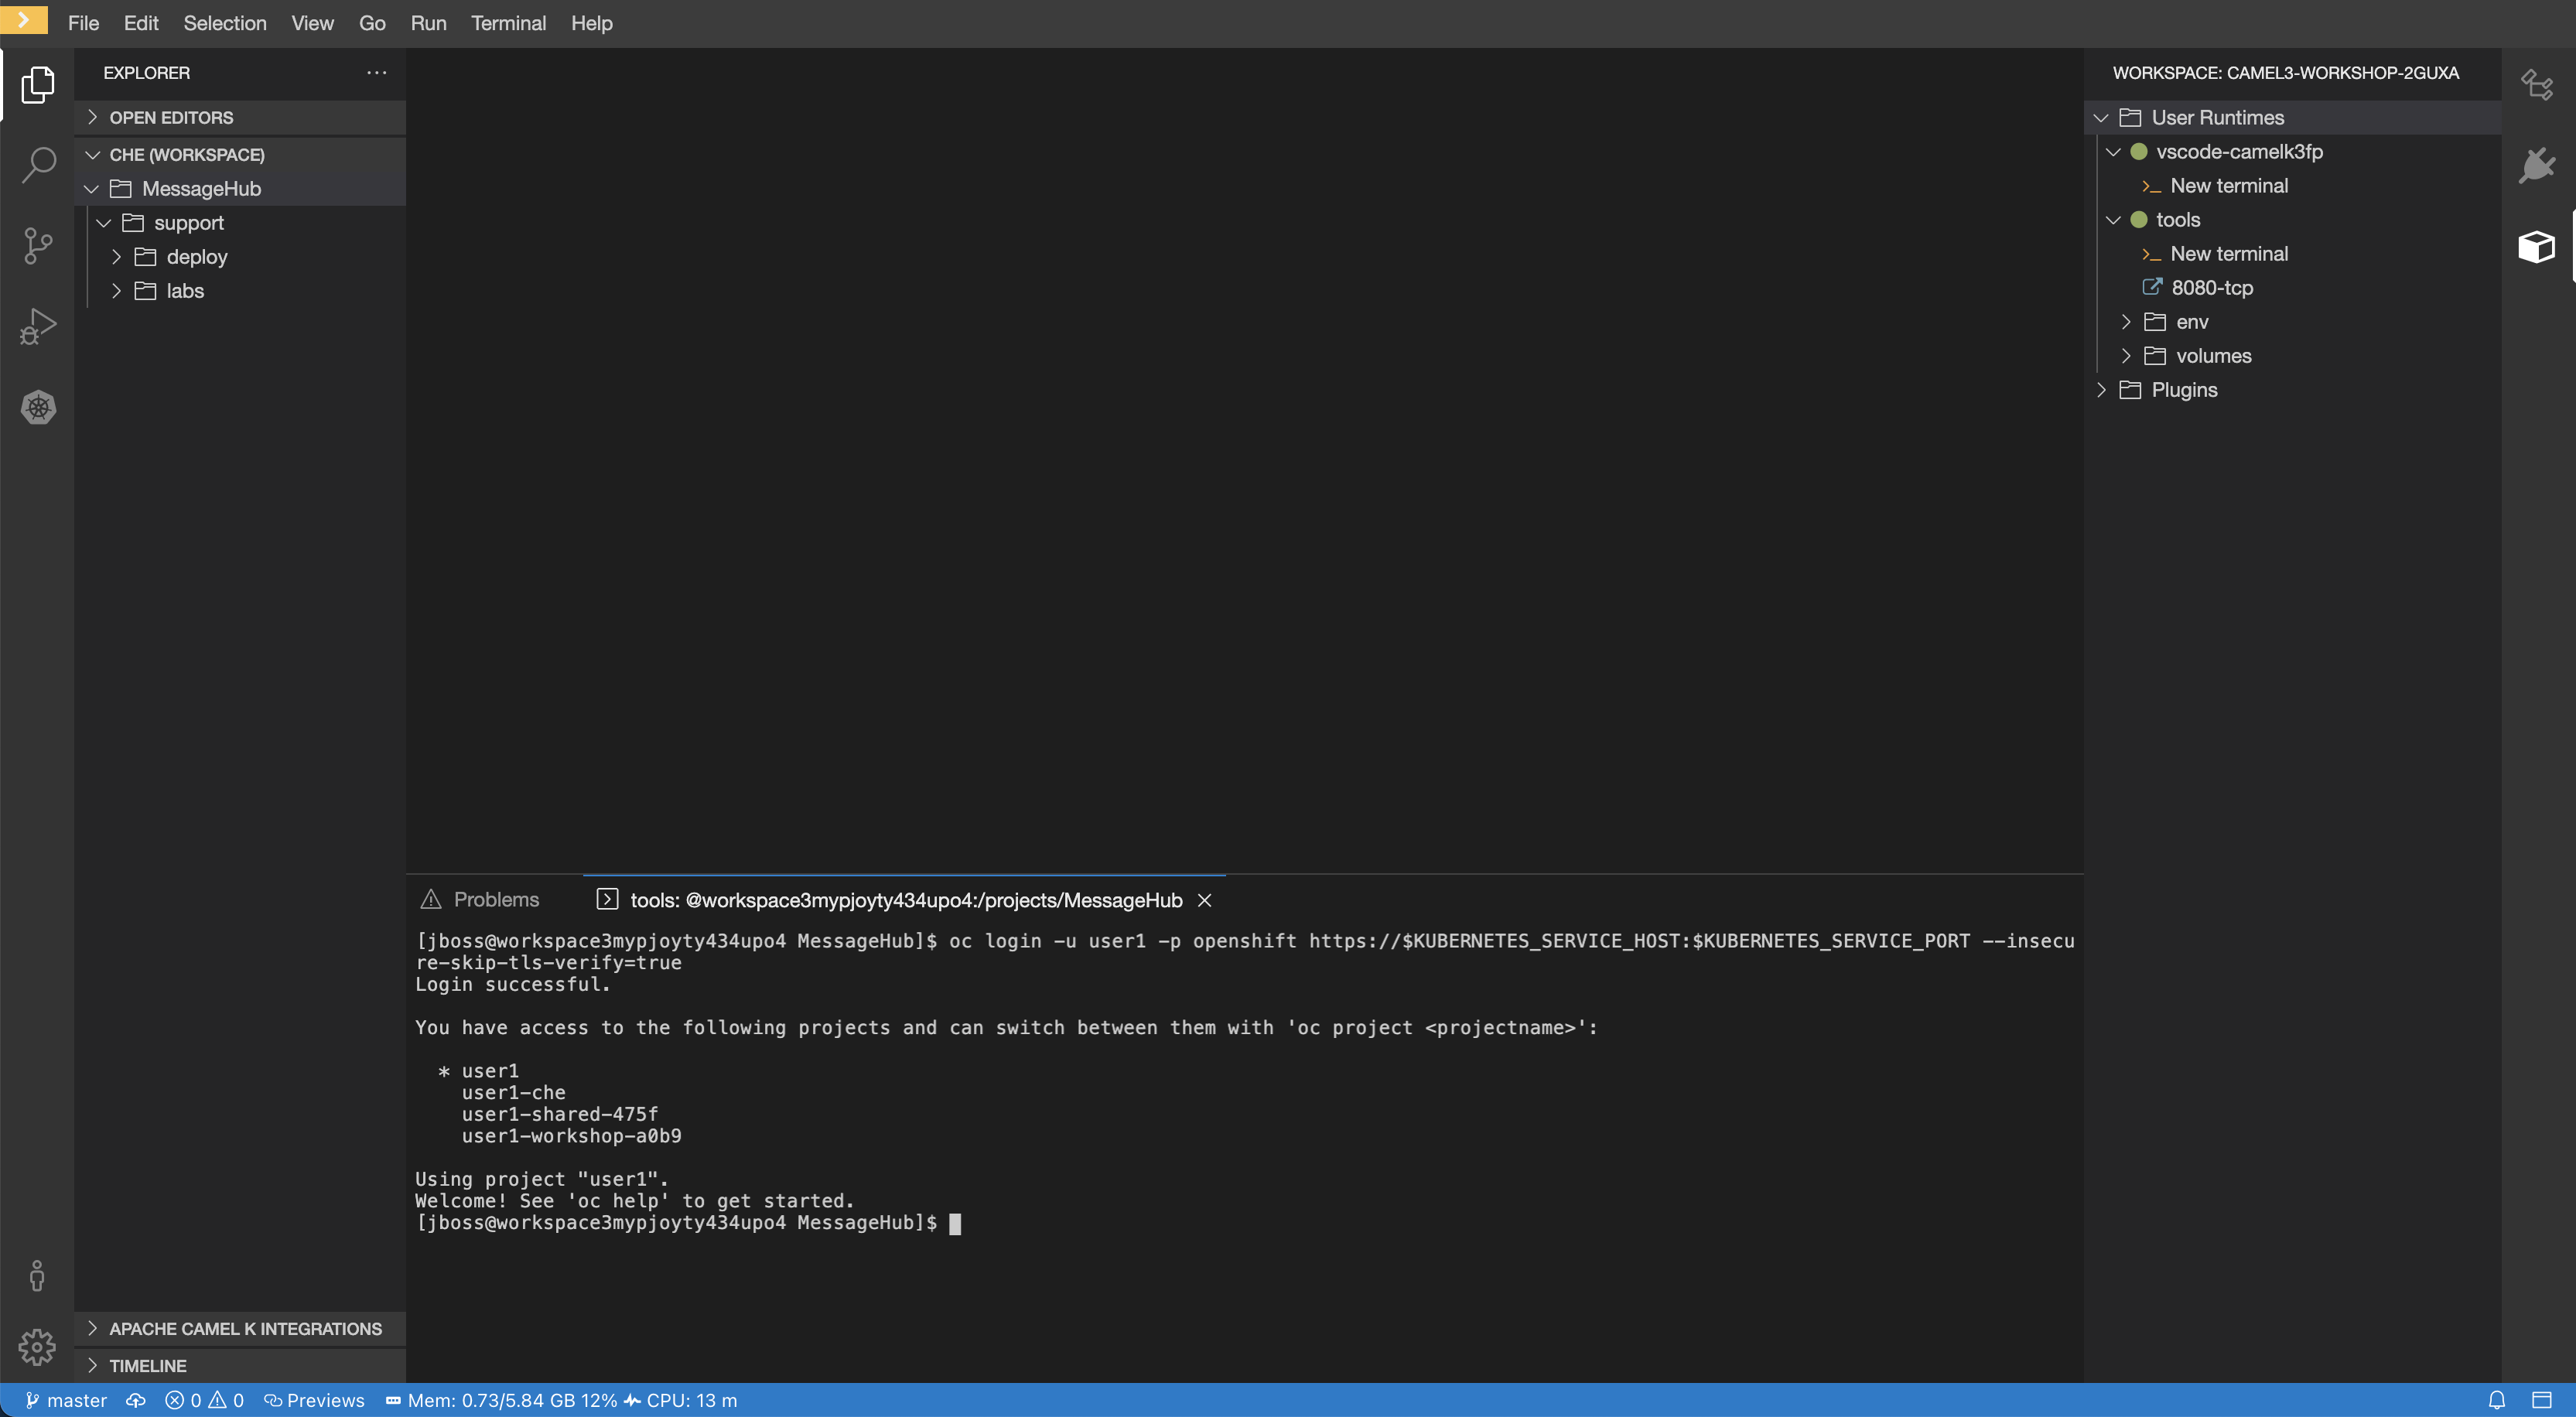 File Edit Selection View Go Run Terminal Help
EXPLORER
OPEN EDITORS
CHE (WORKSPACE)
MessageHub
support
deploy
labs
APACHE CAMEL K INTEGRATIONS
TIMELINE
Problems
tools: @workspace3mypjoyty434upo4:/projects/MessageHub
[jboss@workspace3mypjoyty434upo4 MessageHub]$ oc login -u user1 -p openshift https://$KUBERNETES_SERVICE_HOST:$KUBERNETES_SERVICE_PORT --insecu
re-skip-tls-verify=true
Login successful.
You have access to the following projects and can switch between them with 'oc project <projectname>':
* user1
user1-che
user1-shared-475f
user1-workshop-a0b9
Using project "user1".
Welcome! See 'oc help' to get started.
[jboss@workspace3mypjoyty434upo4 MessageHub]$
WORKSPACE: CAMEL3-WORKSHOP-2GUXA
User Runtimes
vscode-camelk3fp
New terminal
tools
New terminal
8080-tcp
env
volumes
Plugins
master 0 0 Previews Mem: 0.73/5.84 GB 12% CPU: 13 m